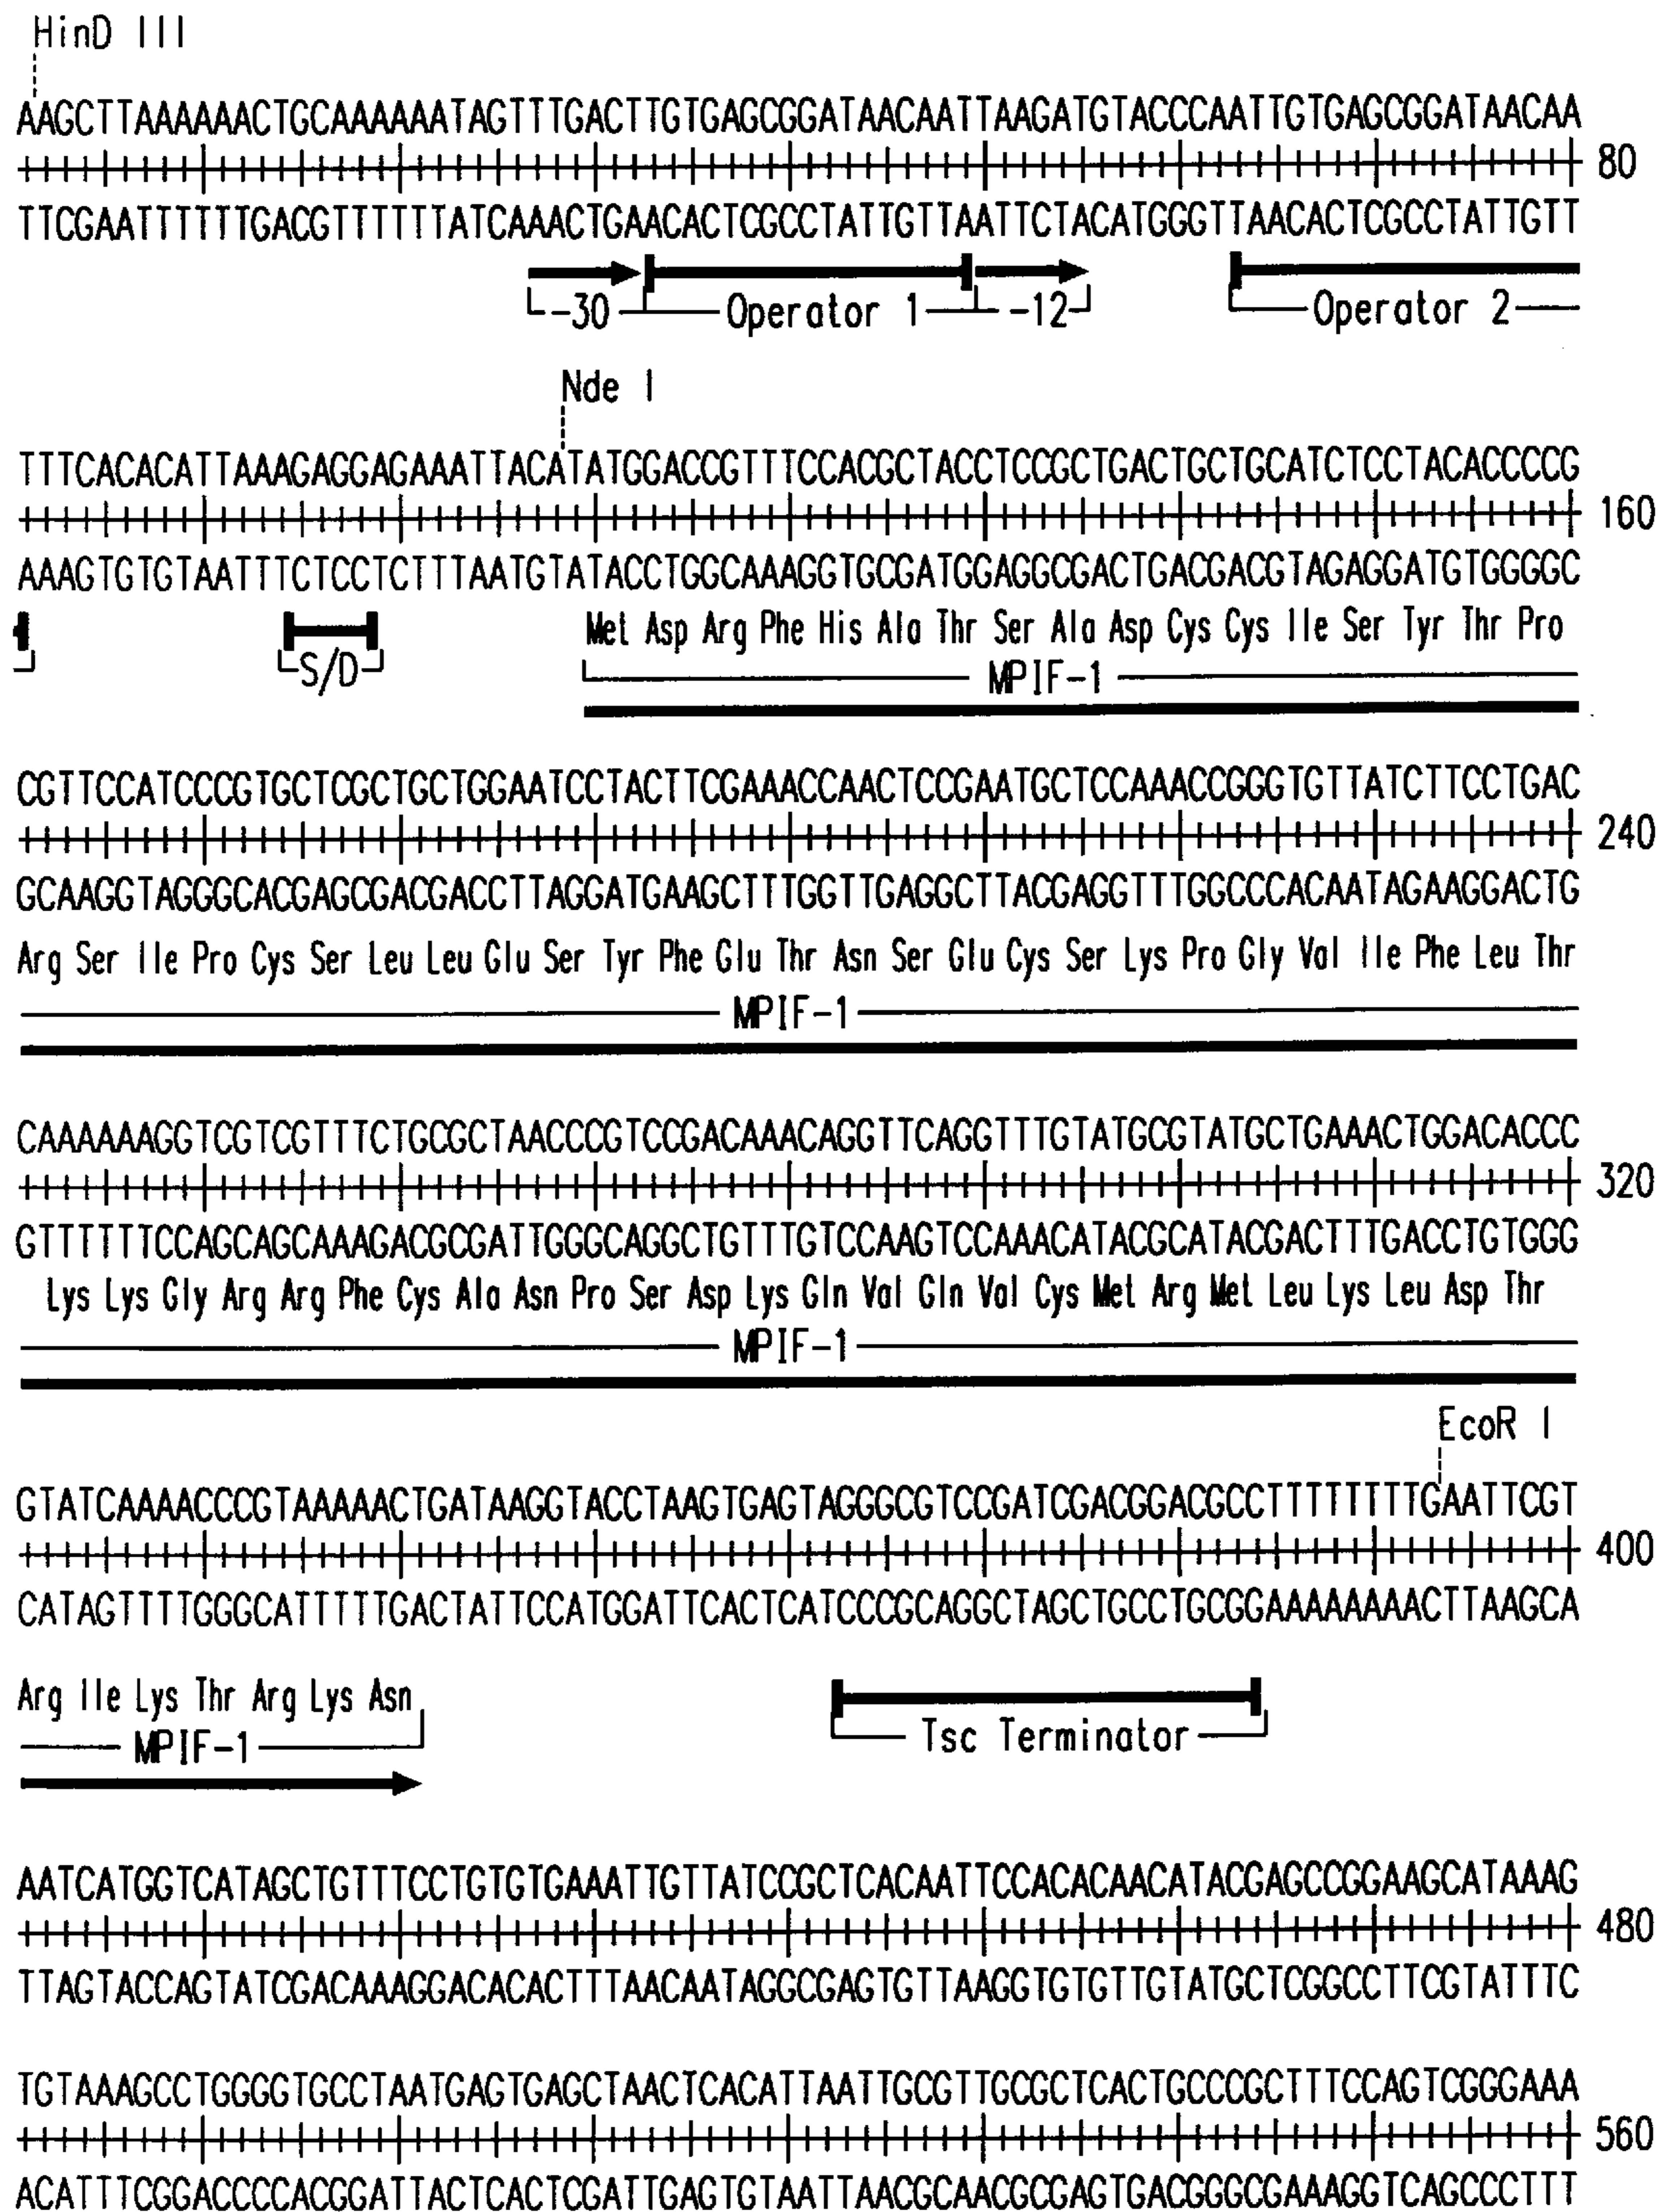 HinD III
AAGCTTAAAAAACTGCAAAAAATAGTTTGACTTGTGAGCGGATAACAATTAAGATGTACCCAATTGTGAGCGGATAACAA
80
TTCGAATTTTTTGACGTTTTTTATCAAACTGAACACTCGCCTATTGTTAATTCTACATGGGTTAACACTCGCCTATTGTT
-30 Operator 1 -12 Operator 2
Nde I
TTTCACACATTAAAGAGGAGAAATTACATATGGACCGTTTCCACGCTACCTCCGCTGACTGCTGCATCTCCTACACCCCG
160
AAAGTGTGTAATTTCTCCTCTTTAATGTATACCTGGCAAAGGTGCGATGGAGGCGACTGACGACGTAGAGGATGTGGGGC
Met Asp Arg Phe His Ala Thr Ser Ala Asp Cys Cys Ile Ser Tyr Thr Pro
S/D MPIF-1
CGTTCCATCCCGTGCTCGCTGCTGGAATCCTACTTCGAAACCAACTCCGAATGCTCCAAACCGGGTGTTATCTTCCTGAC
240
GCAAGGTAGGGCACGAGCGACGACCTTAGGATGAAGCTTTGGTTGAGGCTTACGAGGTTTGGCCCACAATAGAAGGACTG
Arg Ser Ile Pro Cys Ser Leu Leu Glu Ser Tyr Phe Glu Thr Asn Ser Glu Cys Ser Lys Pro Gly Val Ile Phe Leu Thr
MPIF-1
CAAAAAAGGTCGTCGTTTCTGCGCTAACCCGTCCGACAAACAGGTTCAGGTTTGTATGCGTATGCTGAAACTGGACACCC
320
GTTTTTTCCAGCAGCAAAGACGCGATTGGGCAGGCTGTTTGTCCAAGTCCAAACATACGCATACGACTTTGACCTGTGGG
Lys Lys Gly Arg Arg Phe Cys Ala Asn Pro Ser Asp Lys Gln Val Gln Val Cys Met Arg Met Leu Lys Leu Asp Thr
MPIF-1
EcoR I
GTATCAAAACCCGTAAAAACTGATAAGGTACCTAAGTGAGTAGGGCGTCCGATCGACGGACGCCTTTTTTTTGAATTCGT
400
CATAGTTTTGGGCATTTTTGACTATTCCATGGATTCACTCATCCCGCAGGCTAGCTGCCTGCGGAAAAAAAACTTAAGCA
Arg Ile Lys Thr Arg Lys Asn
MPIF-1 Tsc Terminator
AATCATGGTCATAGCTGTTTCCTGTGTGAAATTGTTATCCGCTCACAATTCCACACAACATACGAGCCGGAAGCATAAAG
480
TTAGTACCAGTATCGACAAAGGACACACTTTAACAATAGGCGAGTGTTAAGGTGTGTTGTATGCTCGGCCTTCGTATTTC
TGTAAAGCCTGGGGTGCCTAATGAGTGAGCTAACTCACATTAATTGCGTTGCGCTCACTGCCCGCTTTCCAGTCGGGAAA
560
ACATTTCGGACCCCACGGATTACTCACTCGATTGAGTGTAATTAACGCAACGCGAGTGACGGGCGAAAGGTCAGCCCTTT